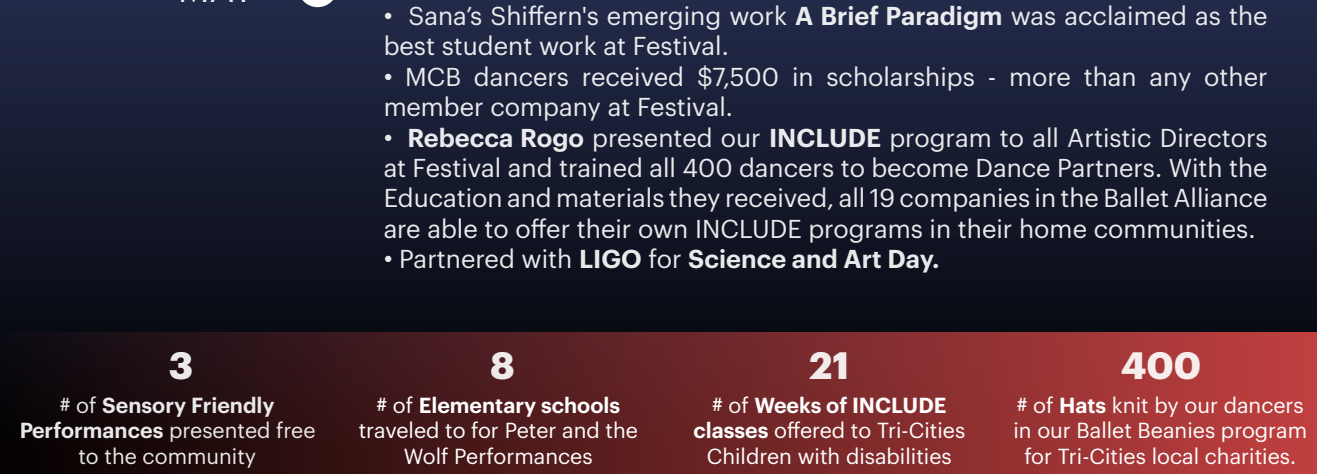 MAY
• Sana's Shiffern's emerging work A Brief Paradigm was acclaimed as the
best student work at Festival.
• MCB dancers received $7,500 in scholarships - more than any other
member company at Festival.
• Rebecca Rogo presented our INCLUDE program to all Artistic Directors
at Festival and trained all 400 dancers to become Dance Partners. With the
Education and materials they received, all 19 companies in the Ballet Alliance
are able to offer their own INCLUDE programs in their home communities.
• Partnered with LIGO for Science and Art Day.
3
# of Sensory Friendly
Performances presented free
to the community
8
# of Elementary schools
traveled to for Peter and the
Wolf Performances
21
# of Weeks of INCLUDE
classes offered to Tri-Cities
Children with disabilities
400
# of Hats knit by our dancers
in our Ballet Beanies program
for Tri-Cities local charities.